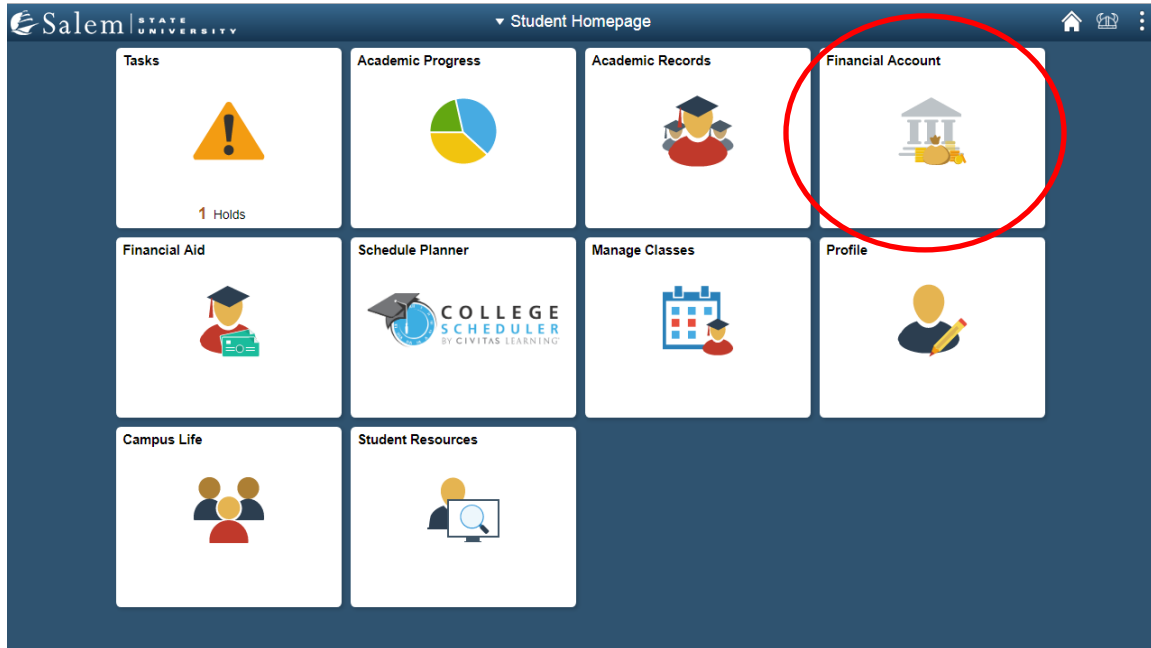 Salem STATE UNIVERSITY
Student Homepage
Tasks
1 Holds
Academic Progress
Academic Records
Financial Account
Financial Aid
Schedule Planner
COLLEGE
SCHEDULER
BY CIVITAS LEARNING
Manage Classes
Profile
Campus Life
Student Resources